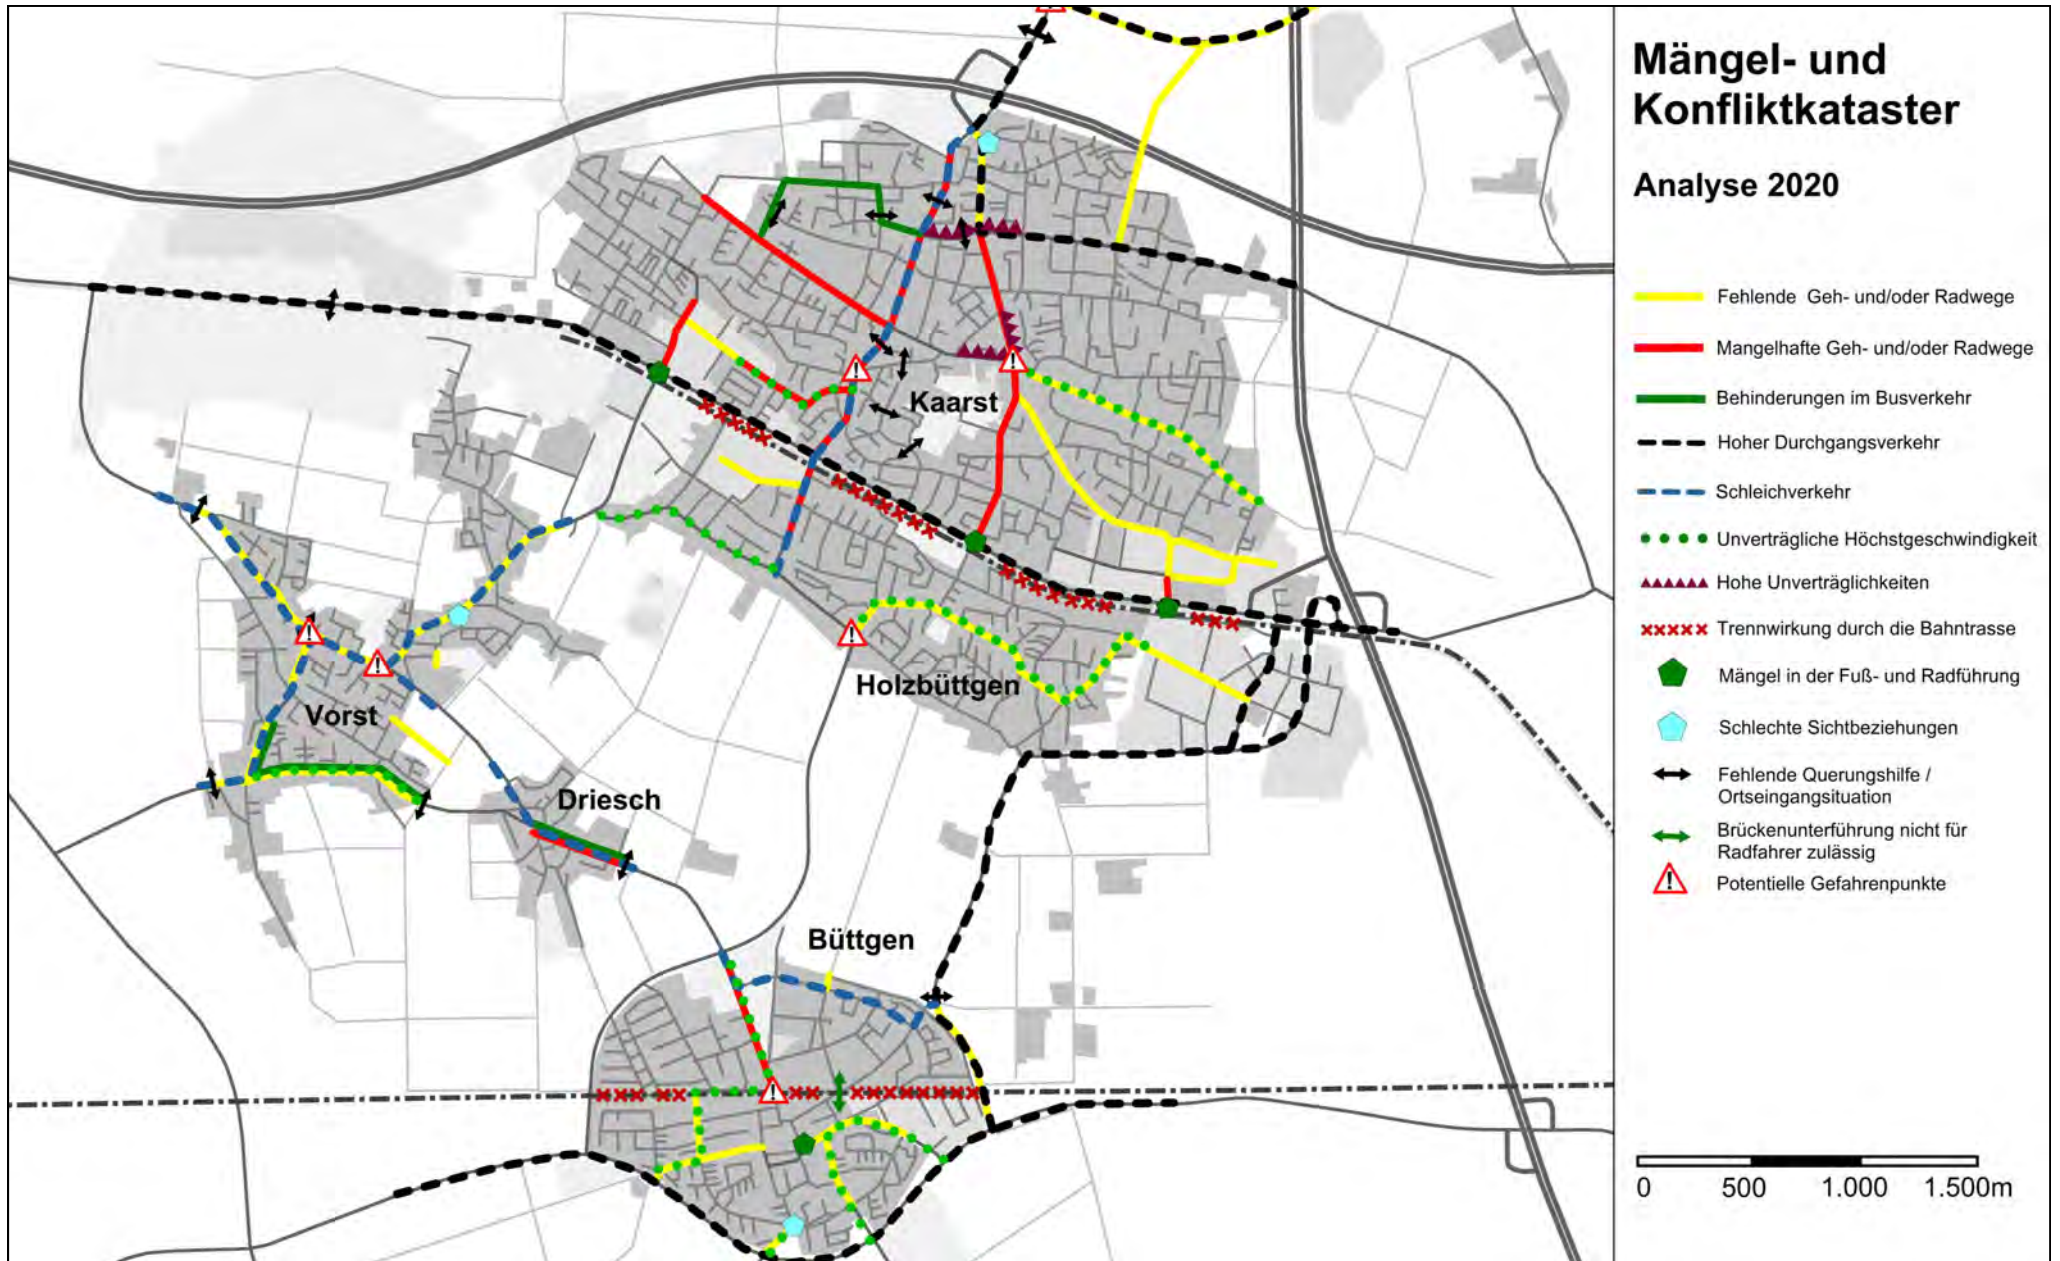 Mängel- und
Konfliktkataster
Analyse 2020
Fehlende Geh- und/oder Radwege
Mangelhafte Geh- und/oder Radwege
Behinderungen im Busverkehr
Hoher Durchgangsverkehr
Schleichverkehr
Unverträgliche Höchstgeschwindigkeit
Hohe Unverträglichkeiten
Trennwirkung durch die Bahntrasse
Mängel in der Fuß- und Radführung
Schlechte Sichtbeziehungen
Fehlende Querungshilfe /
Ortseingangsituation
Brückenunterführung nicht für
Radfahrer zulässig
! Potentielle Gefahrenpunkte
0 500 1.000 1.500m
!
!
Kaarst
!
!
!
Holzbüttgen
Vorst
Driesch
Büttgen
!